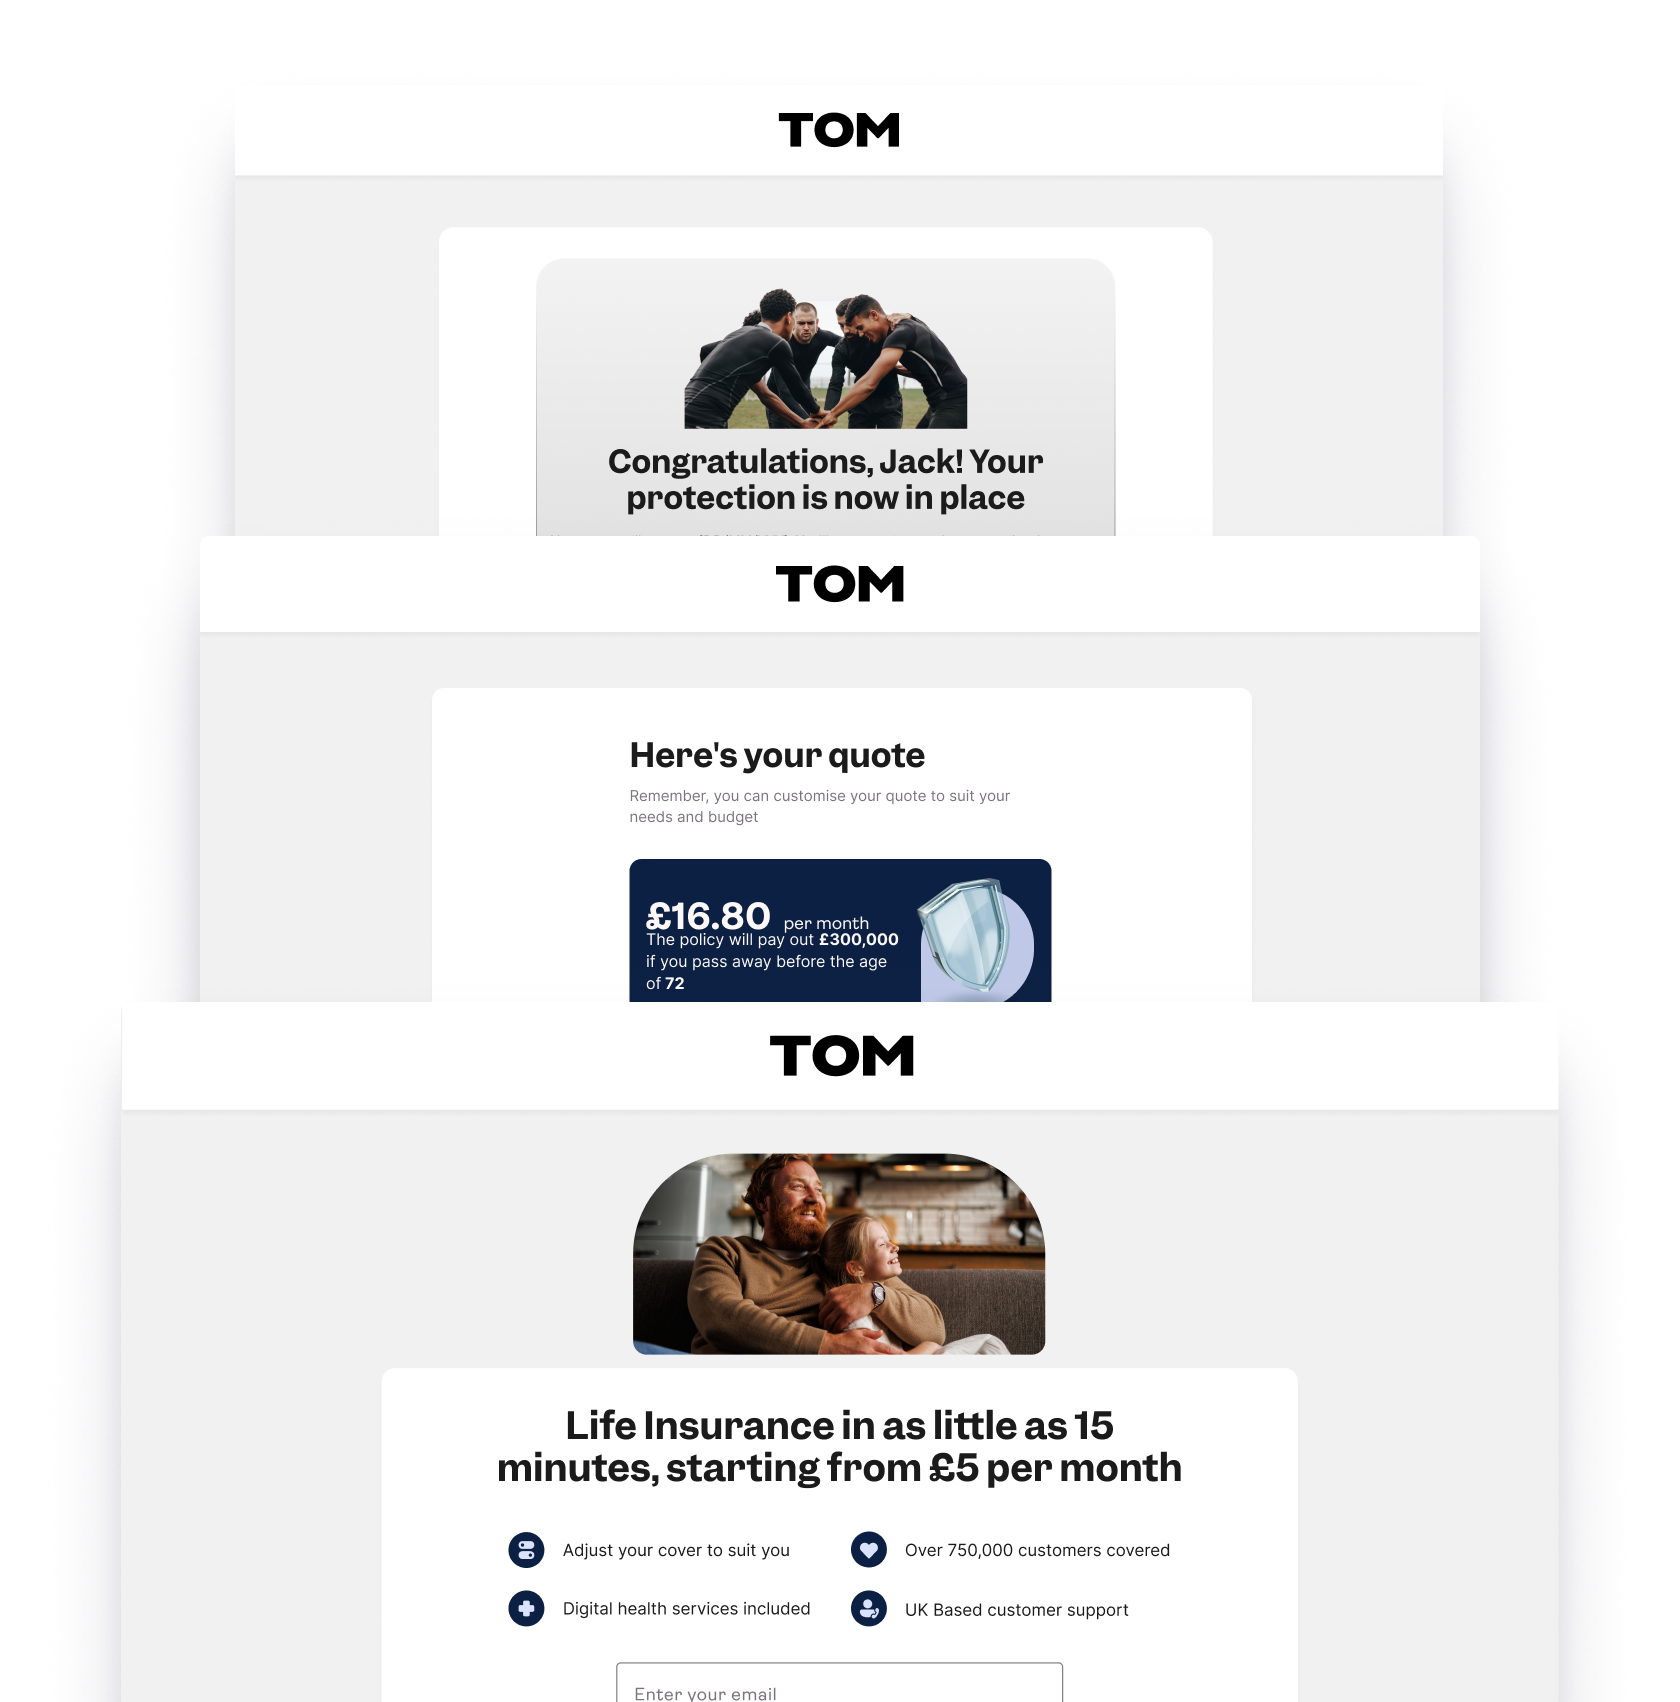 TOM
Congratulations, Jack! Your
protection is now in place
TOM
Here's your quote
Remember, you can customise your quote to suit your
needs and budget
£16.80 per month
The policy will pay out £300,000
if you pass away before the age
of 72
TOM
Life Insurance in as little as 15
minutes, starting from £5 per month
Adjust your cover to suit you
Over 750,000 customers covered
Digital health services included
UK Based customer support
Enter your email